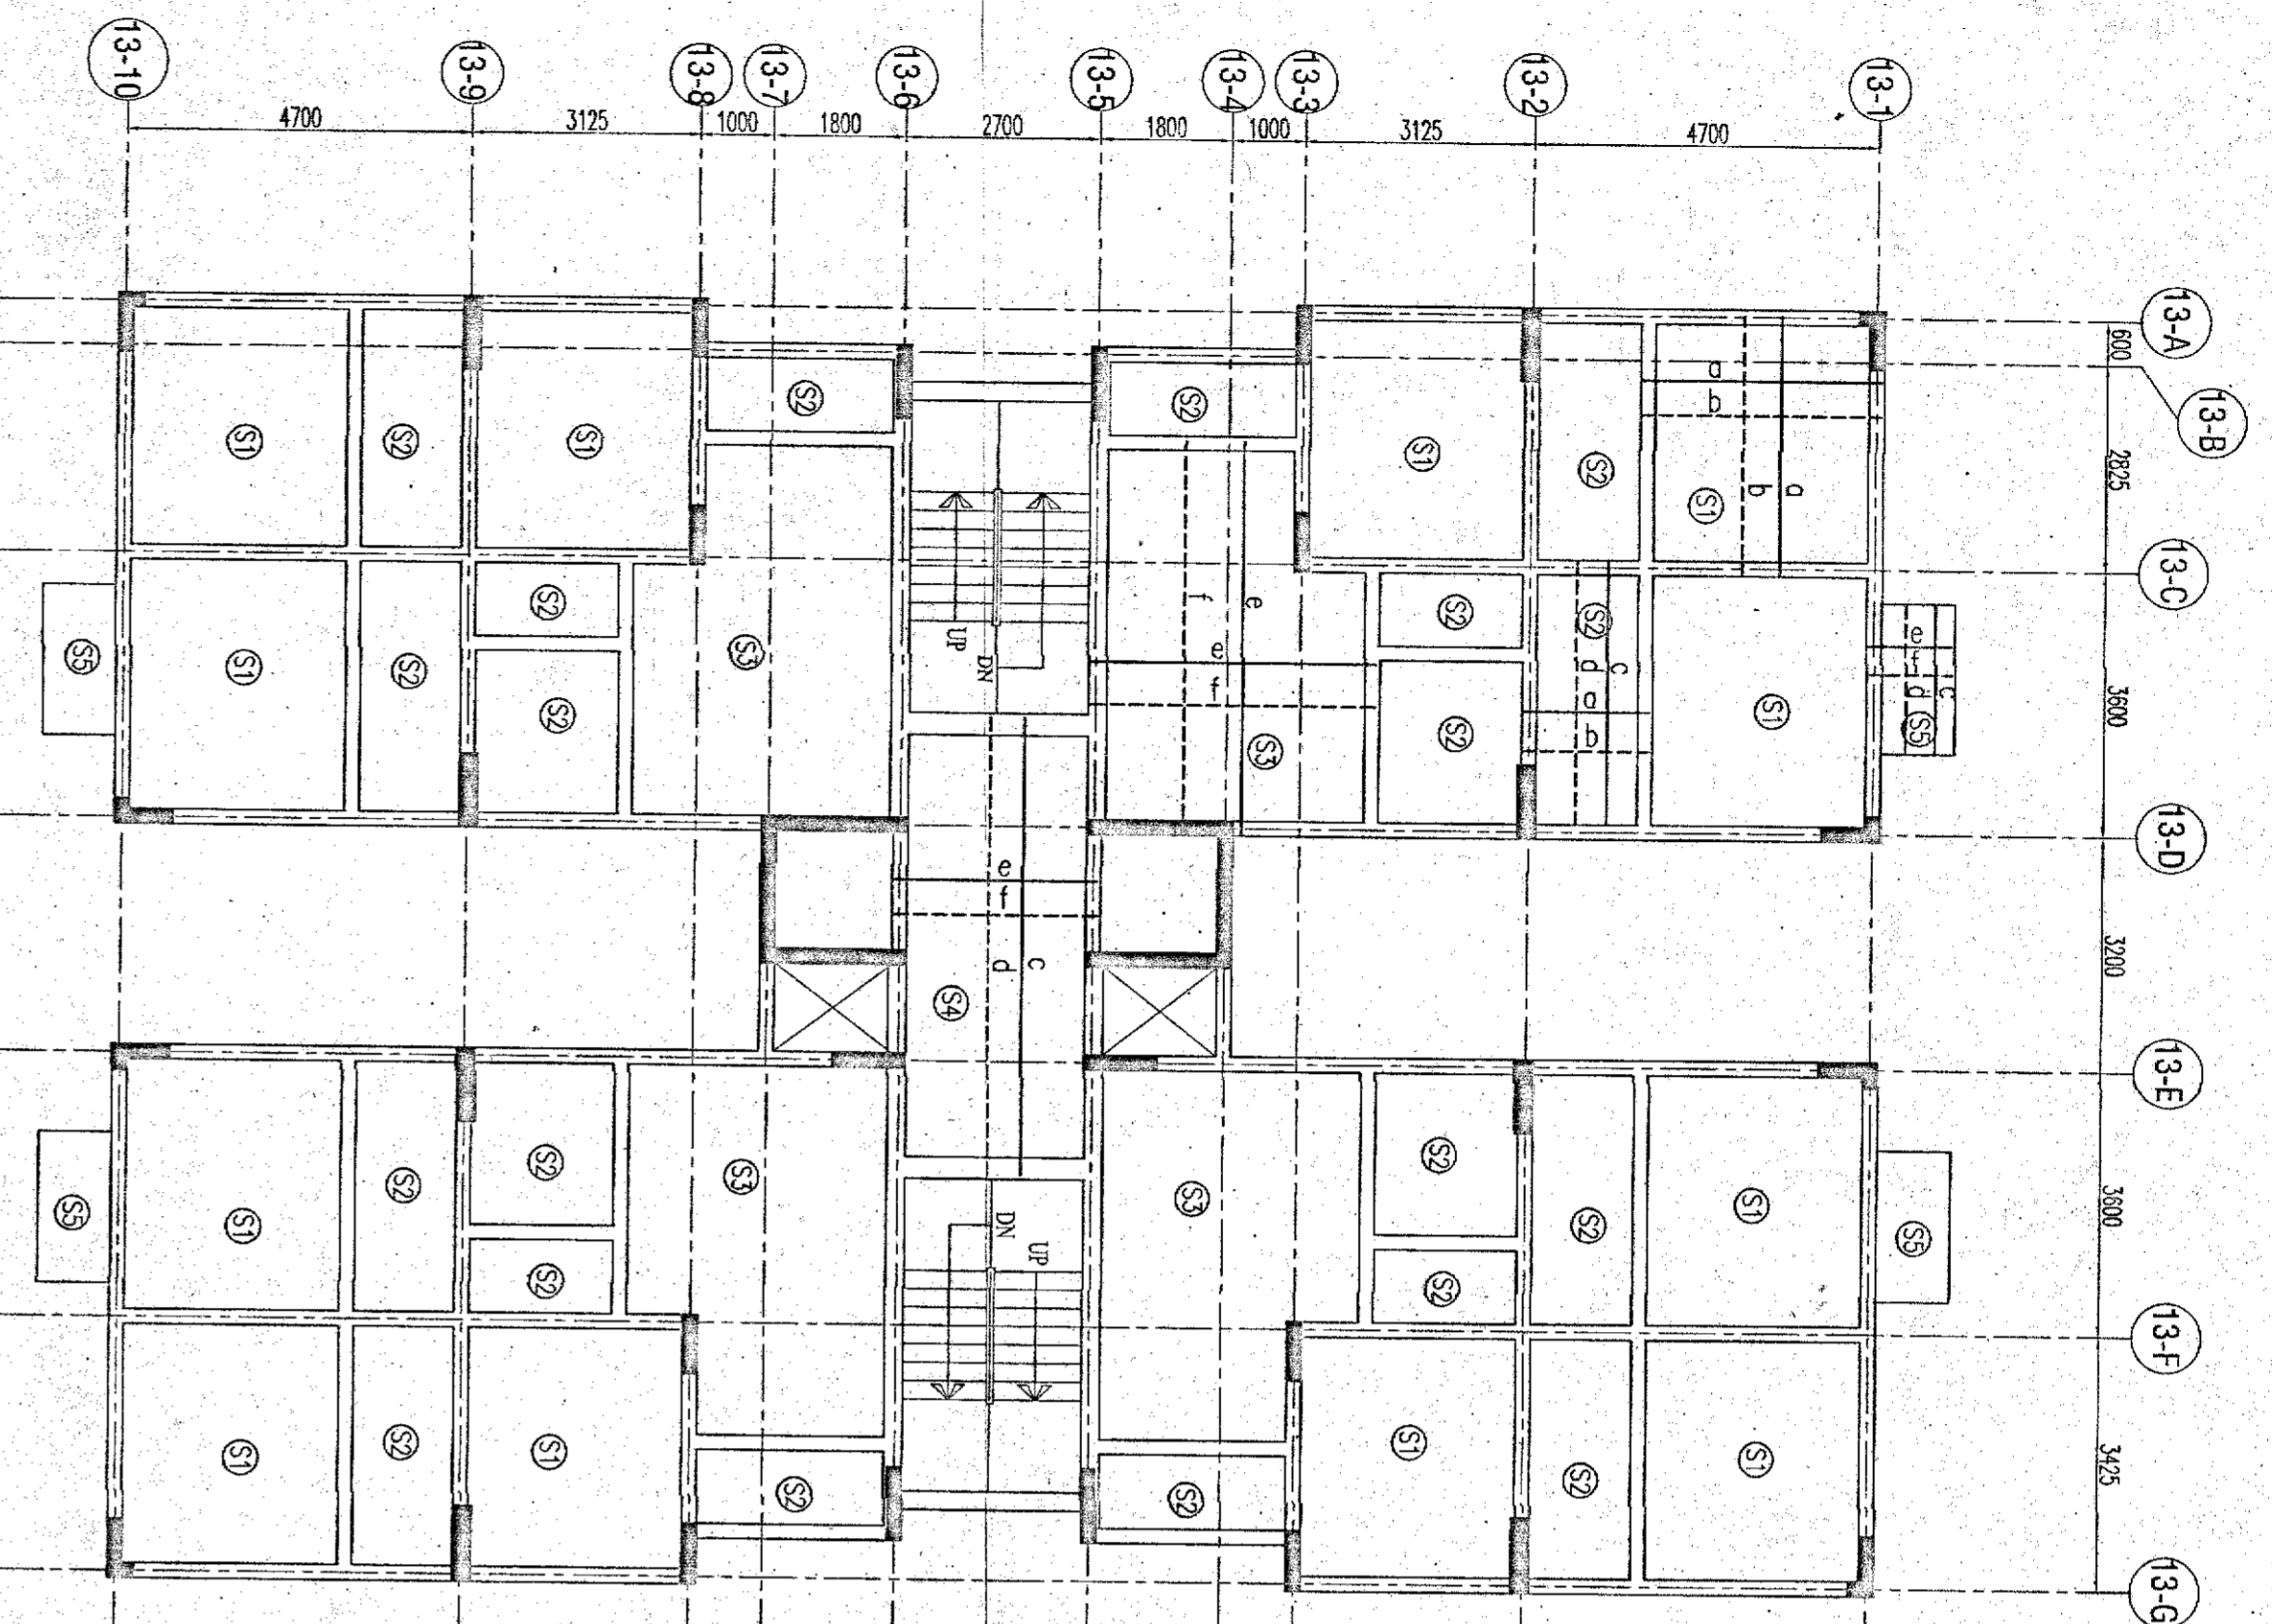 13-10
13-9
13-8
13-7
13-6
13-5
13-4
13-3
13-2
13-1
4700
3125
1000
1800
2700
1800
1000
3125
4700
13-A
600
13-B
2825
13-C
3600
13-D
3200
13-E
3600
13-F
3425
13-G
S1
S2
S1
S2
S2
S1
S2
S1
a
b
a
b
UP
DN
S1
S2
S2
S2
S3
S5
e
f
e
f
S3
S2
S2
S2
c
d
a
b
S1
e
f
c
d
S5
e
f
c
d
S4
S5
S1
S2
S2
S2
S3
DN
UP
S3
S2
S2
S2
S1
S5
S1
S2
S1
S2
S2
S1
S2
S1